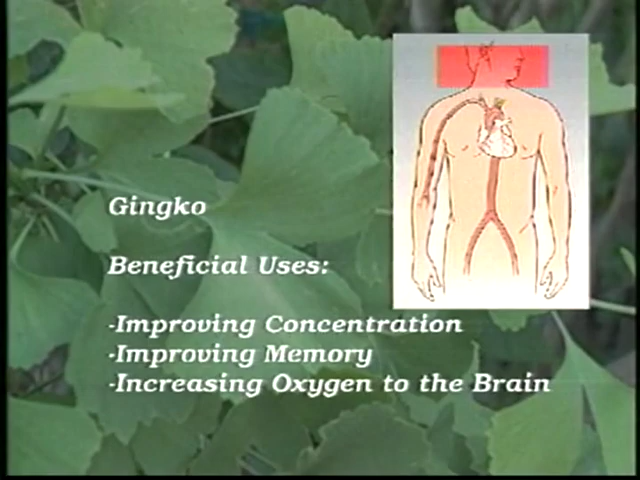 Gingko
Beneficial Uses:
-Improving Concentration
-Improving Memory
-Increasing Oxygen to the Brain